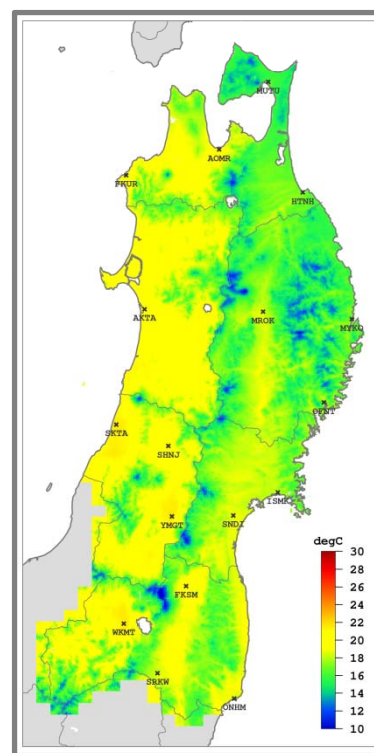 MUTU
AOMR
FKUR
HTNH
AKTA
MROK
MYKO
OFNT
SKTA
SHNJ
ISMK
YMGT
SNDI
degC
30
28
26
24
22
20
18
16
14
12
10
FKSM
WKMT
SRKW
ONHM